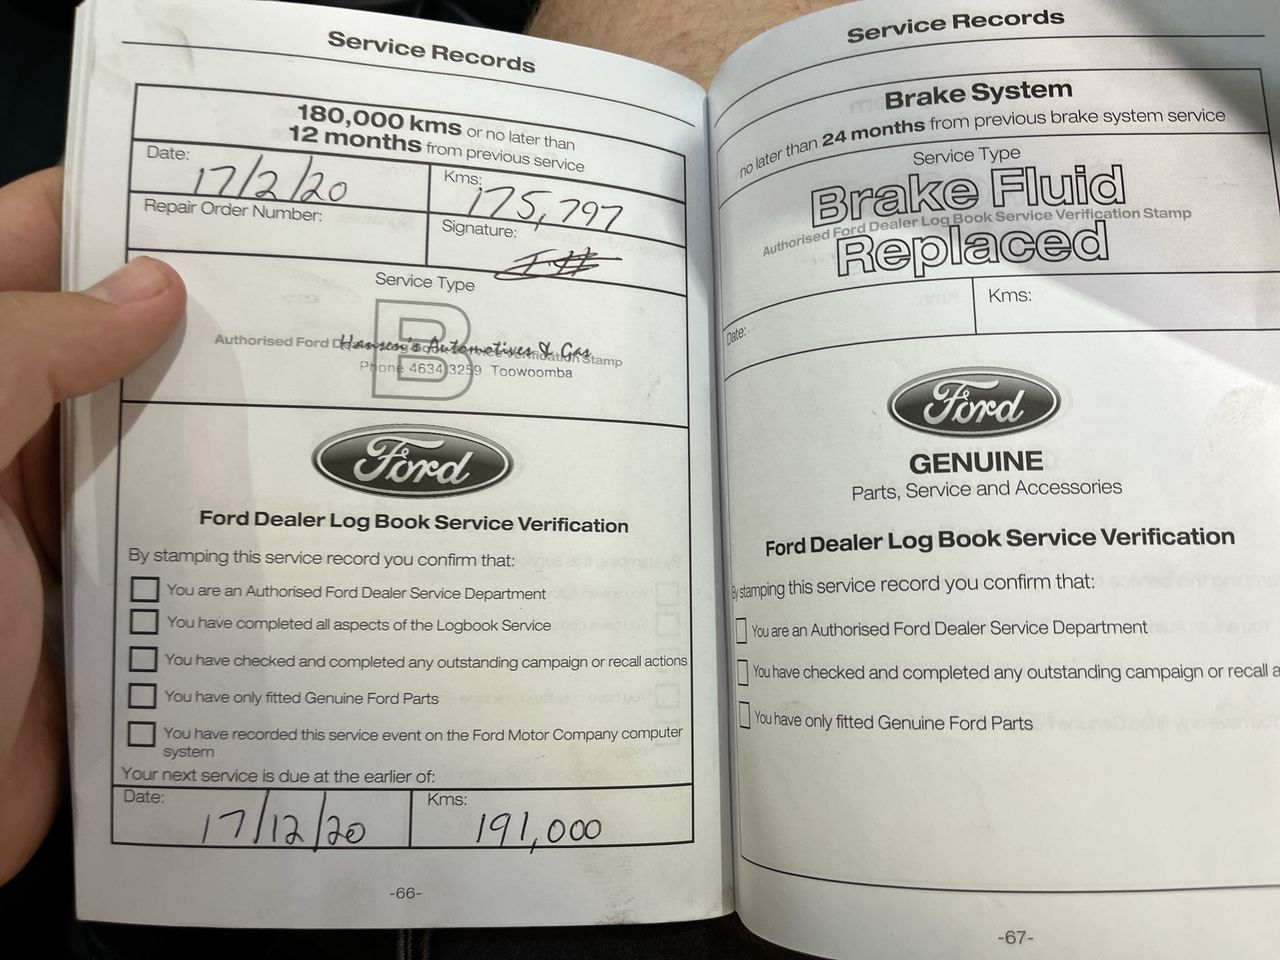 Service Records
180,000 kms or no later than
12 months from previous service
Date: 17/2/20
Kms: 175,797
Repair Order Number:
Signature:
Service Type
B
Authorised Ford Dealer Log Book Service Verification Stamp
Hansen's Automotives & Gas
Phone 4634 3259 Toowoomba
Ford
Ford Dealer Log Book Service Verification
By stamping this service record you confirm that:
You are an Authorised Ford Dealer Service Department
You have completed all aspects of the Logbook Service
You have checked and completed any outstanding campaign or recall actions
You have only fitted Genuine Ford Parts
You have recorded this service event on the Ford Motor Company computer
system
Your next service is due at the earlier of:
Date: 17/12/20
Kms: 191,000
-66-
Service Records
Brake System
no later than 24 months from previous brake system service
Service Type
Brake Fluid
Authorised Ford Dealer Log Book Service Verification Stamp
Replaced
Date:
Kms:
Ford
GENUINE
Parts, Service and Accessories
Ford Dealer Log Book Service Verification
By stamping this service record you confirm that:
You are an Authorised Ford Dealer Service Department
You have checked and completed any outstanding campaign or recall a
You have only fitted Genuine Ford Parts
-67-